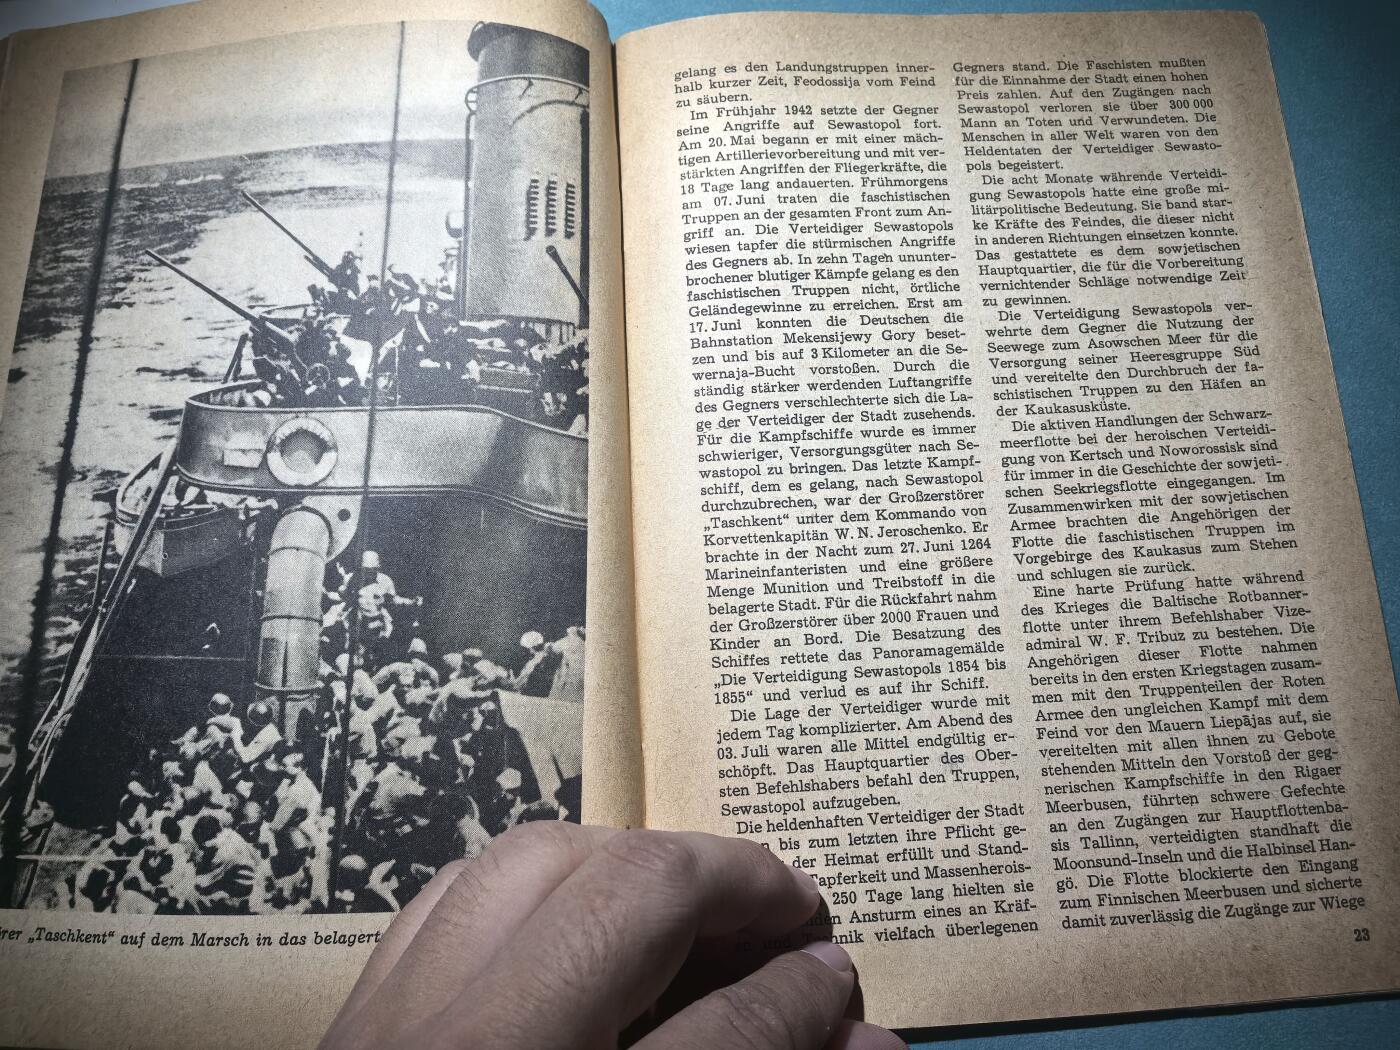 "Taschkent“ auf dem Marsch in das
gelang es den Landungstruppen inner-
halb kurzer Zeit, Feodossija vom Feind
zu säubern.
Im Frühjahr 1942 setzte der Gegner
seine Angriffe auf Sewastopol fort.
Am 20. Mai begann er mit einer mäch-
tigen Artillerievorbereitung und mit ver-
stärkten Angriffen der Fliegerkräfte, die
18 Tage lang andauerten. Frühmorgens
am 07. Juni traten die faschistischen
Truppen an der gesamten Front zum An-
griff an. Die Verteidiger Sewastopols
wiesen tapfer die stürmischen Angriffe
des Gegners ab. In zehn Tagen ununter-
brochener blutiger Kämpfe gelang es den
faschistischen Truppen nicht, örtliche
Geländegewinne zu erreichen. Erst am
17. Juni konnten die Deutschen die
Bahnstation Mekensijewy Gory beset-
zen und bis auf 3 Kilometer an die Se-
wernaja-Bucht vorstoßen. Durch die
ständig stärker werdenden Luftangriffe
des Gegners verschlechterte sich die La-
ge der Verteidiger der Stadt zusehends.
Für die Kampfschiffe wurde es immer
schwieriger, Versorgungsgüter nach Se-
wastopol zu bringen. Das letzte Kampf-
schiff, dem es gelang, nach Sewastopol
durchzubrechen, war der Großzerstörer
„Taschkent“ unter dem Kommando von
Korvettenkapitän W. N. Jeroschenko. Er
brachte in der Nacht zum 27. Juni 1264
Marineinfanteristen und eine größere
Menge Munition und Treibstoff in die
belagerte Stadt. Für die Rückfahrt nahm
der Großzerstörer über 2000 Frauen und
Kinder an Bord. Die Besatzung des
Schiffes rettete das Panoramagemälde
„Die Verteidigung Sewastopols 1854 bis
1855“ und verlud es auf ihr Schiff.
Die Lage der Verteidiger wurde mit
jedem Tag komplizierter. Am Abend des
03. Juli waren alle Mittel endgültig er-
schöpft. Das Hauptquartier des Ober-
sten Befehlshabers befahl den Truppen,
Sewastopol aufzugeben.
Die heldenhaften Verteidiger der Stadt
bis zum letzten ihre Pflicht ge-
der Heimat erfüllt und Stand-
Tapferkeit und Massenherois-
250 Tage lang hielten sie
Ansturm eines an Kräf-
und Technik vielfach überlegenen
Gegners stand. Die Faschisten mußten
für die Einnahme der Stadt einen hohen
Preis zahlen. Auf den Zugängen nach
Sewastopol verloren sie über 300 000
Mann an Toten und Verwundeten. Die
Menschen in aller Welt waren von den
Heldentaten der Verteidiger Sewasto-
pols begeistert.
Die acht Monate während Verteidi-
gung Sewastopols hatte eine große mi-
litärpolitische Bedeutung. Sie band star-
ke Kräfte des Feindes, die dieser nicht
in anderen Richtungen einsetzen konnte.
Das gestattete es dem sowjetischen
Hauptquartier, die für die Vorbereitung
vernichtender Schläge notwendige Zeit
zu gewinnen.
Die Verteidigung Sewastopols ver-
wehrte dem Gegner die Nutzung der
Seewege zum Asowschen Meer für die
Versorgung seiner Heeresgruppe Süd
und vereitelte den Durchbruch der fa-
schistischen Truppen zu den Häfen an
der Kaukasusküste.
Die aktiven Handlungen der Schwarz-
meerflotte bei der heroischen Verteidi-
gung von Kertsch und Noworossisk sind
für immer in die Geschichte der sowjeti-
schen Seekriegsflotte eingegangen. Im
Zusammenwirken mit der sowjetischen
Armee brachten die Angehörigen der
Flotte die faschistischen Truppen im
Vorgebirge des Kaukasus zum Stehen
und schlugen sie zurück.
Eine harte Prüfung hatte während
des Krieges die Baltische Rotbanner-
flotte unter ihrem Befehlshaber Vize-
admiral W. F. Tribuz zu bestehen. Die
Angehörigen dieser Flotte nahmen
bereits in den ersten Kriegstagen zusam-
men mit den Truppenteilen der Roten
Armee den ungleichen Kampf mit dem
Feind vor den Mauern Liepājas auf, sie
vereitelten mit allen ihnen zu Gebote
stehenden Mitteln den Vorstoß der geg-
nerischen Kampfschiffe in den Rigaer
Meerbusen, führten schwere Gefechte
an den Zugängen zur Hauptflottenba-
sis Tallinn, verteidigten standhaft die
Moonsund-Inseln und die Halbinsel Han-
gö. Die Flotte blockierte den Eingang
zum Finnischen Meerbusen und sicherte
damit zuverlässig die Zugänge zur Wiege
23